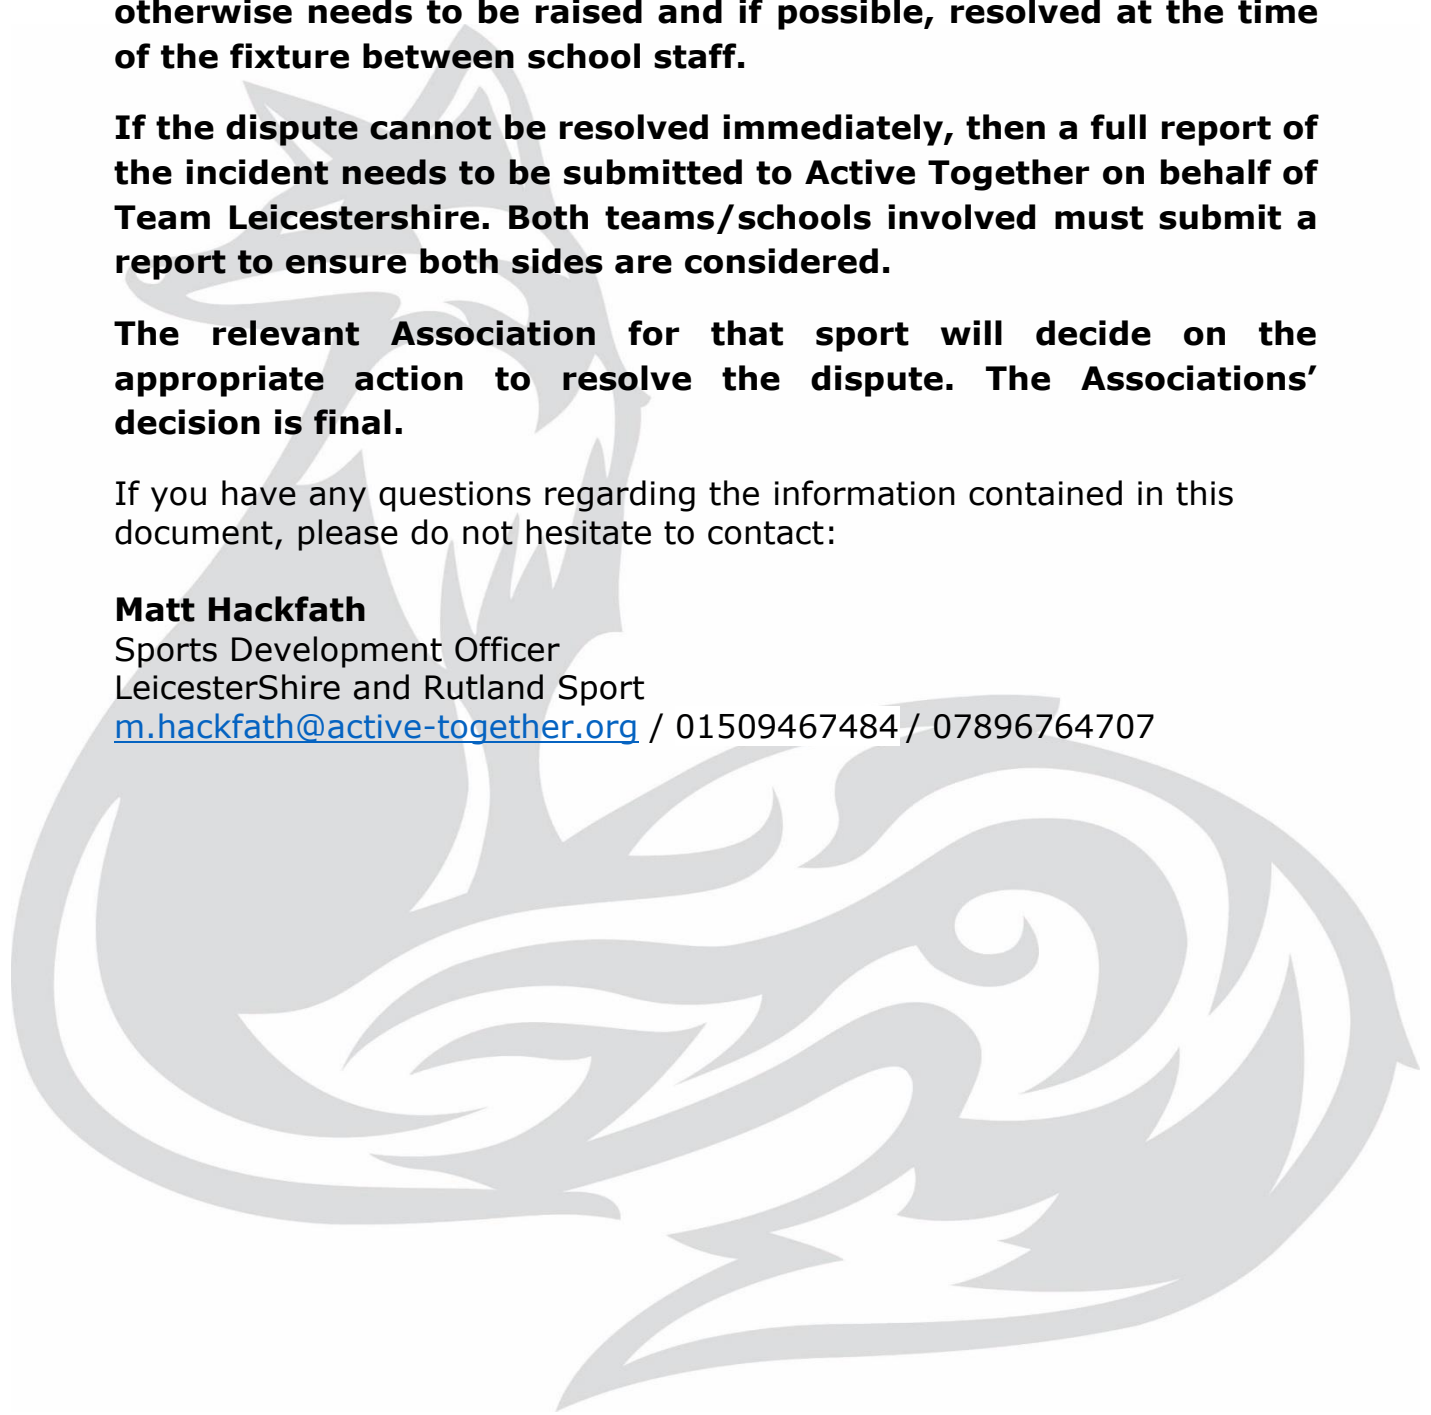 otherwise needs to be raised and if possible, resolved at the time
of the fixture between school staff.
If the dispute cannot be resolved immediately, then a full report of
the incident needs to be submitted to Active Together on behalf of
Team Leicestershire. Both teams/schools involved must submit a
report to ensure both sides are considered.
The relevant Association for that sport will decide on the
appropriate action to resolve the dispute. The Associations’
decision is final.
If you have any questions regarding the information contained in this
document, please do not hesitate to contact:
Matt Hackfath
Sports Development Officer
LeicesterShire and Rutland Sport
m.hackfath@active-together.org / 01509467484 / 07896764707